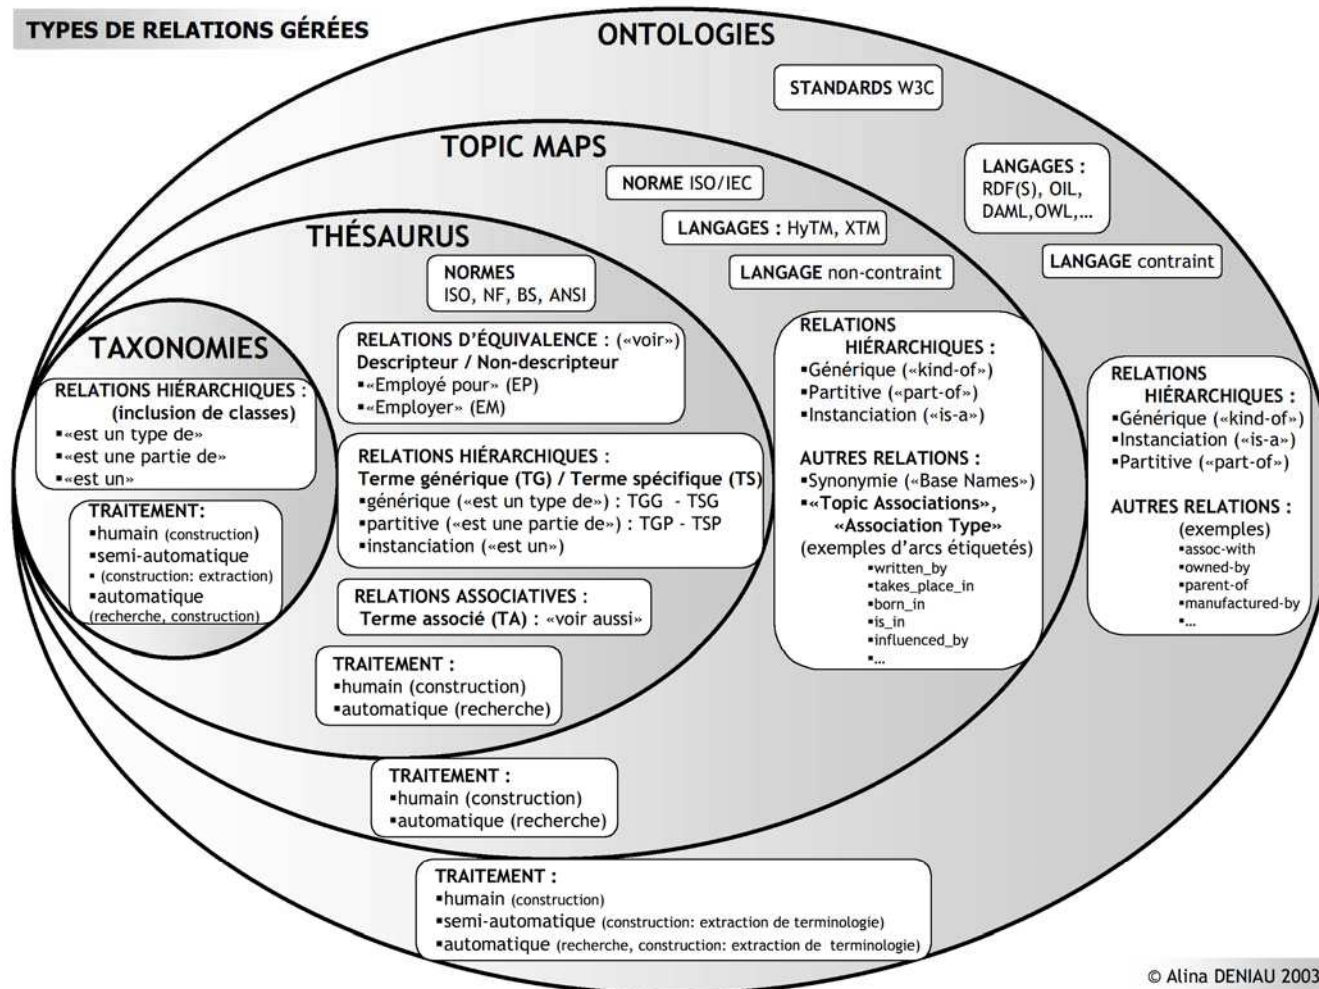 TYPES DE RELATIONS GÉRÉES
ONTOLOGIES
STANDARDS W3C
LANGAGES :
RDF(S), OIL,
DAML,OWL,...
LANGAGE contraint
RELATIONS
HIÉRARCHIQUES :
▪Générique («kind-of»)
▪Instanciation («is-a»)
▪Partitive («part-of»)
AUTRES RELATIONS :
(exemples)
▪assoc-with
▪owned-by
▪parent-of
▪manufactured-by
▪...
TOPIC MAPS
NORME ISO/IEC
LANGAGES : HyTM, XTM
LANGAGE non-contraint
RELATIONS
HIÉRARCHIQUES :
▪Générique («kind-of»)
▪Partitive («part-of»)
▪Instanciation («is-a»)
AUTRES RELATIONS :
▪Synonymie («Base Names»)
▪«Topic Associations»,
«Association Type»
(exemples d'arcs étiquetés)
▪written_by
▪takes_place_in
▪born_in
▪is_in
▪influenced_by
▪...
THÉSAURUS
NORMES
ISO, NF, BS, ANSI
RELATIONS D'ÉQUIVALENCE : («voir»)
Descripteur / Non-descripteur
▪«Employé pour» (EP)
▪«Employer» (EM)
RELATIONS HIÉRARCHIQUES :
Terme générique (TG) / Terme spécifique (TS)
▪générique («est un type de») : TGG - TSG
▪partitive («est une partie de») : TGP - TSP
▪instanciation («est un»)
RELATIONS ASSOCIATIVES :
Terme associé (TA) : «voir aussi»
TRAITEMENT :
▪humain (construction)
▪automatique (recherche)
TAXONOMIES
RELATIONS HIÉRARCHIQUES :
(inclusion de classes)
▪«est un type de»
▪«est une partie de»
▪«est un»
TRAITEMENT:
▪humain (construction)
▪semi-automatique
▪ (construction: extraction)
▪automatique
(recherche, construction)
TRAITEMENT :
▪humain (construction)
▪automatique (recherche)
TRAITEMENT :
▪humain (construction)
▪semi-automatique (construction: extraction de terminologie)
▪automatique (recherche, construction: extraction de terminologie)
© Alina DENIAU 2003